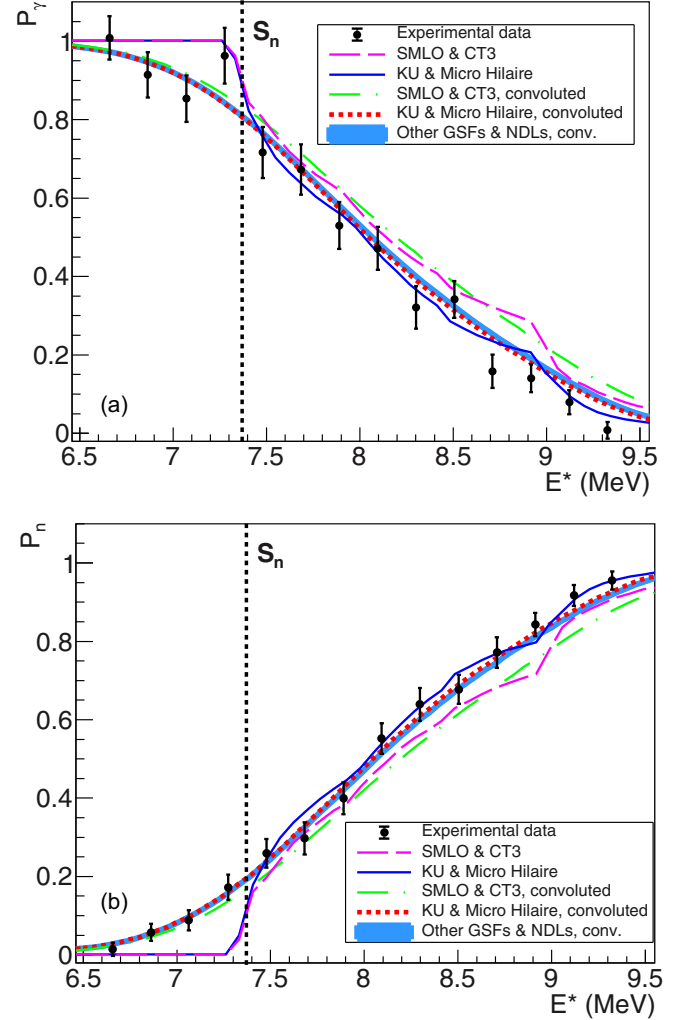 P_γ
1
0.8
0.6
0.4
0.2
0
S_n
Experimental data
SMLO & CT3
KU & Micro Hilaire
SMLO & CT3, convoluted
KU & Micro Hilaire, convoluted
Other GSFs & NDLs, conv.
(a)
6.5 7 7.5 8 8.5 9 9.5
E* (MeV)
P_n
1
0.8
0.6
0.4
0.2
0
S_n
Experimental data
SMLO & CT3
KU & Micro Hilaire
SMLO & CT3, convoluted
KU & Micro Hilaire, convoluted
Other GSFs & NDLs, conv.
(b)
6.5 7 7.5 8 8.5 9 9.5
E* (MeV)